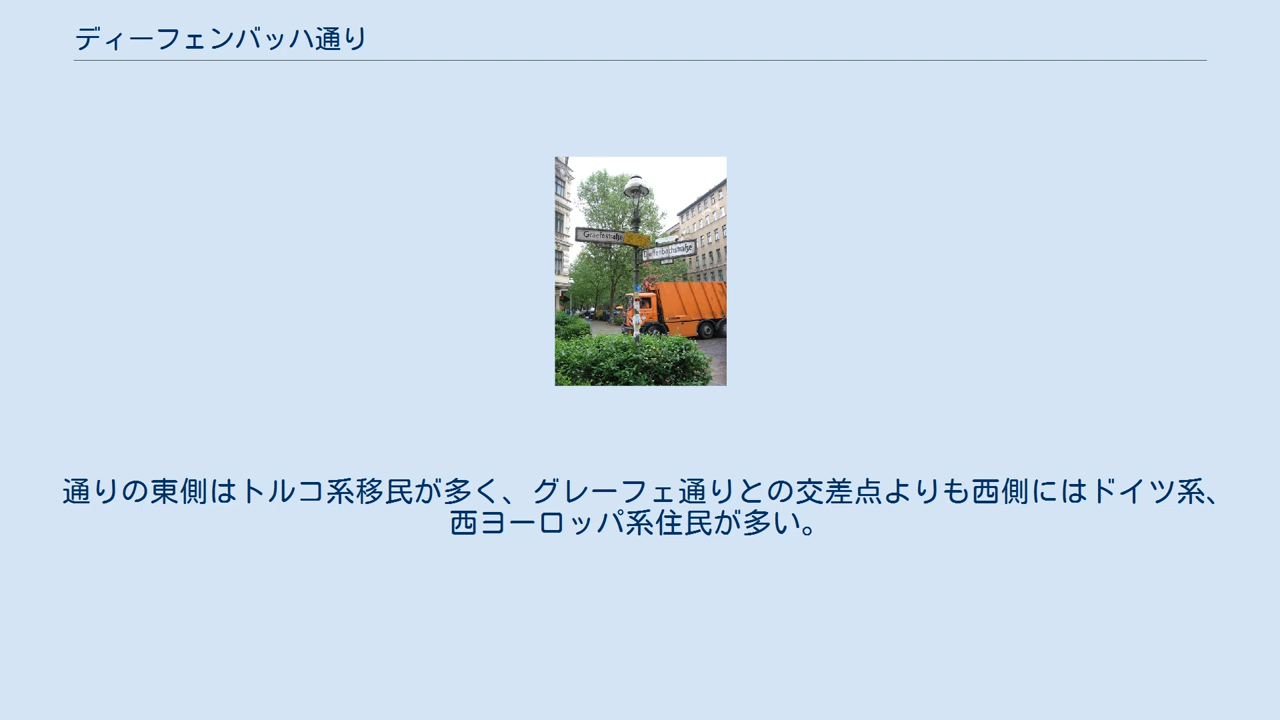 ディーフェンバッハ通り
Graefestraße
Dieffenbachstraße
通りの東側はトルコ系移民が多く、グレーフェ通りとの交差点よりも西側にはドイツ系、
西ヨーロッパ系住民が多い。